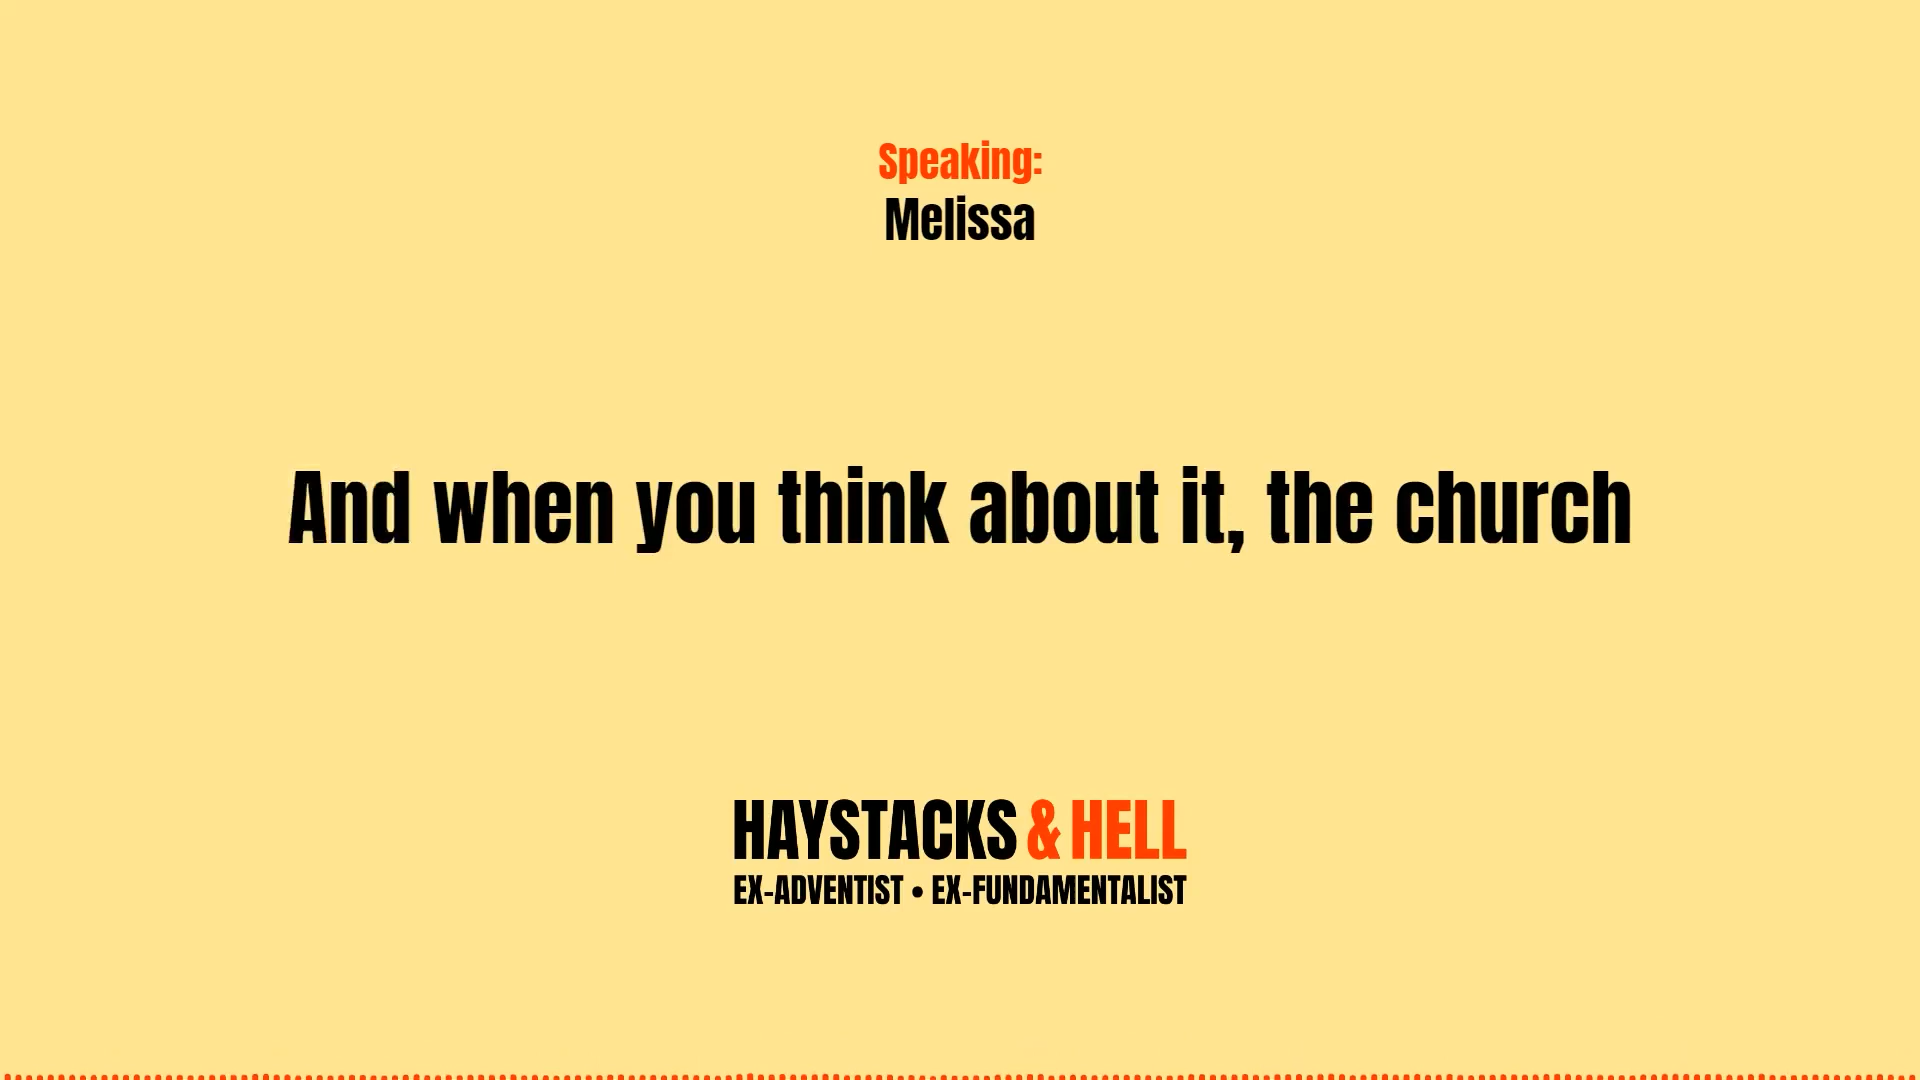 Speaking:
Melissa
And when you think about it, the church
HAYSTACKS & HELL
EX-ADVENTIST • EX-FUNDAMENTALIST